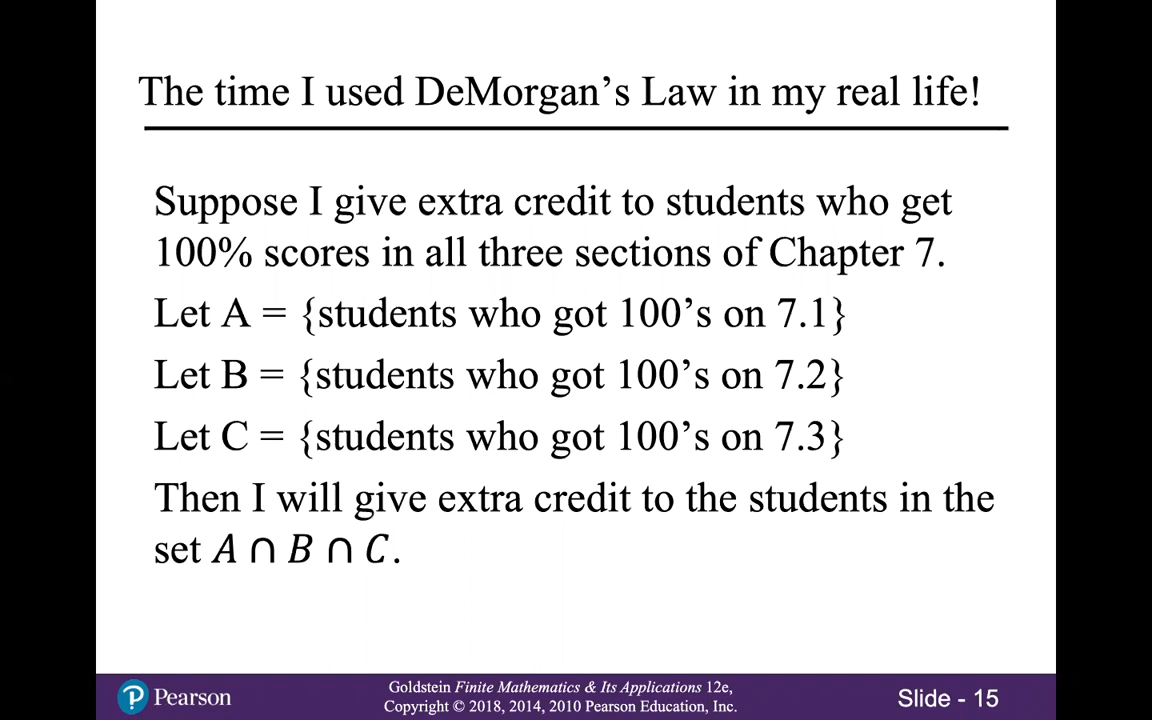 The time I used DeMorgan’s Law in my real life!
Suppose I give extra credit to students who get
100% scores in all three sections of Chapter 7.
Let A = {students who got 100’s on 7.1}
Let B = {students who got 100’s on 7.2}
Let C = {students who got 100’s on 7.3}
Then I will give extra credit to the students in the
set 𝐴 ∩ 𝐵 ∩ 𝐶.
Pearson
Goldstein Finite Mathematics & Its Applications 12e,
Copyright © 2018, 2014, 2010 Pearson Education, Inc.
Slide - 15